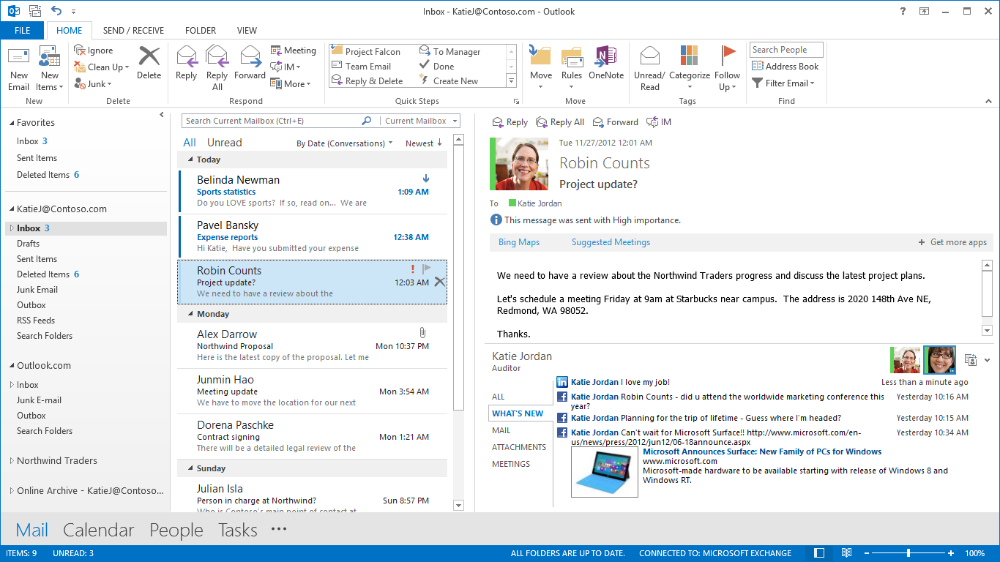 Inbox - KatieJ@Contoso.com - Outlook
?
FILE HOME SEND / RECEIVE FOLDER VIEW
New Email
New Items
New
Ignore
Clean Up
Junk
Delete
Delete
Reply
Reply All
Forward
Meeting
IM
More
Respond
Project Falcon
Team Email
Reply & Delete
To Manager
Done
Create New
Quick Steps
Move
Rules
OneNote
Move
Unread/ Read
Categorize
Follow Up
Tags
Search People
Address Book
Filter Email
Find
Favorites
Inbox 3
Sent Items
Deleted Items 6
KatieJ@Contoso.com
Inbox 3
Drafts
Sent Items
Deleted Items 6
Junk Email
Outbox
RSS Feeds
Search Folders
Outlook.com
Inbox
Junk E-mail
Outbox
Search Folders
Northwind Traders
Online Archive - KatieJ@Contoso...
Search Current Mailbox (Ctrl+E) Current Mailbox
All Unread By Date (Conversations) Newest
Today
Belinda Newman
Sports statistics 1:09 AM
Do you LOVE sports? If so, read on... We are
Pavel Bansky
Expense reports 12:38 AM
Hi Katie, Have you submitted your expense
Robin Counts
Project update? 12:03 AM
We need to have a review about the
Monday
Alex Darrow
Northwind Proposal Mon 10:37 PM
Here is the latest copy of the proposal. Let me
Junmin Hao
Meeting update Mon 3:54 AM
We have to move the location for our next
Dorena Paschke
Contract signing Mon 1:21 AM
There will be a detailed legal review of the
Sunday
Julian Isla
Person in charge at Northwind? Sun 8:57 PM
Who is Contoso's main point of contact at
Reply Reply All Forward IM
Tue 11/27/2012 12:01 AM
Robin Counts
Project update?
To Katie Jordan
This message was sent with High importance.
Bing Maps Suggested Meetings + Get more apps
We need to have a review about the Northwind Traders progress and discuss the latest project plans.
Let's schedule a meeting Friday at 9am at Starbucks near campus. The address is 2020 148th Ave NE,
Redmond, WA 98052.
Thanks.
Katie Jordan
Auditor
ALL
WHAT'S NEW
MAIL
ATTACHMENTS
MEETINGS
Katie Jordan I love my job! Less than a minute ago
Katie Jordan Robin Counts - did u attend the worldwide marketing conference this Yesterday 10:16 AM
year?
Katie Jordan Planning for the trip of lifetime - Guess where I'm headed? Yesterday 10:15 AM
Katie Jordan Can't wait for Microsoft Surface!! http://www.microsoft.com/en- Yesterday 10:34 AM
us/news/press/2012/jun12/06-18announce.aspx
Microsoft Announces Surface: New Family of PCs for Windows
www.microsoft.com
Microsoft-made hardware to be available starting with release of Windows 8 and
Windows RT.
Mail Calendar People Tasks •••
ITEMS: 9 UNREAD: 3 ALL FOLDERS ARE UP TO DATE. CONNECTED TO: MICROSOFT EXCHANGE 100%